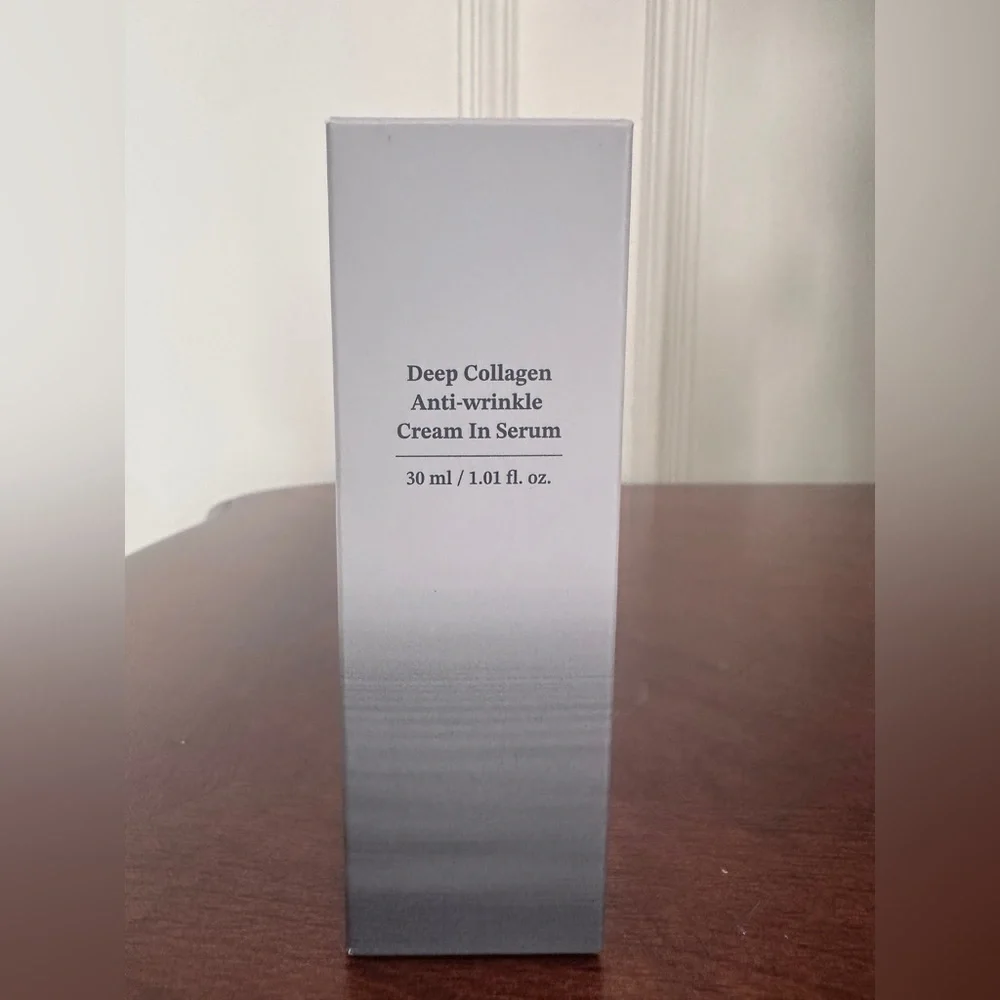 Deep Collagen
Anti-wrinkle
Cream In Serum
30 ml / 1.01 fl. oz.